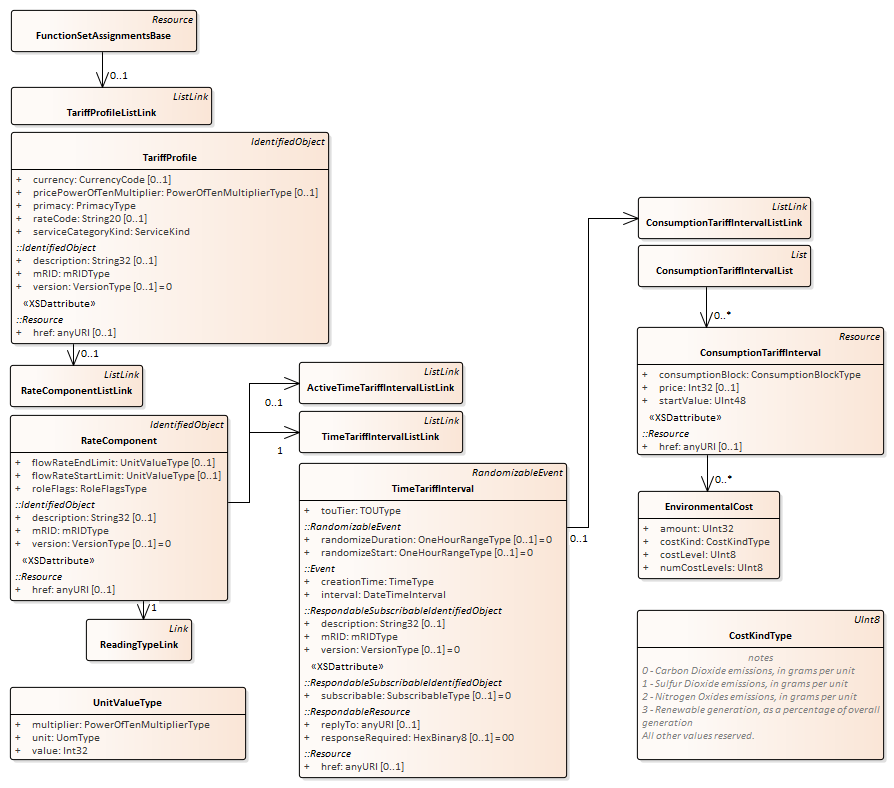 Resource
FunctionSetAssignmentsBase
0..1
ListLink
TariffProfileListLink
IdentifiedObject
TariffProfile
+ currency: CurrencyCode [0..1]
+ pricePowerOfTenMultiplier: PowerOfTenMultiplierType [0..1]
+ primacy: PrimacyType
+ rateCode: String20 [0..1]
+ serviceCategoryKind: ServiceKind
::IdentifiedObject
+ description: String32 [0..1]
+ mRID: mRIDType
+ version: VersionType [0..1] = 0
«XSDattribute»
::Resource
+ href: anyURI [0..1]
0..1
ListLink
RateComponentListLink
IdentifiedObject
RateComponent
+ flowRateEndLimit: UnitValueType [0..1]
+ flowRateStartLimit: UnitValueType [0..1]
+ roleFlags: RoleFlagsType
::IdentifiedObject
+ description: String32 [0..1]
+ mRID: mRIDType
+ version: VersionType [0..1] = 0
«XSDattribute»
::Resource
+ href: anyURI [0..1]
1
Link
ReadingTypeLink
UnitValueType
+ multiplier: PowerOfTenMultiplierType
+ unit: UomType
+ value: Int32
ListLink
ActiveTimeTariffIntervalListLink
0..1
ListLink
TimeTariffIntervalListLink
1
RandomizableEvent
TimeTariffInterval
+ touTier: TOUType
::RandomizableEvent
+ randomizeDuration: OneHourRangeType [0..1] = 0
+ randomizeStart: OneHourRangeType [0..1] = 0
::Event
+ creationTime: TimeType
+ interval: DateTimeInterval
::RespondableSubscribableIdentifiedObject
+ description: String32 [0..1]
+ mRID: mRIDType
+ version: VersionType [0..1] = 0
«XSDattribute»
::RespondableSubscribableIdentifiedObject
+ subscribable: SubscribableType [0..1] = 0
::RespondableResource
+ replyTo: anyURI [0..1]
+ responseRequired: HexBinary8 [0..1] = 00
::Resource
+ href: anyURI [0..1]
0..1
ListLink
ConsumptionTariffIntervalListLink
List
ConsumptionTariffIntervalList
0..*
Resource
ConsumptionTariffInterval
+ consumptionBlock: ConsumptionBlockType
+ price: Int32 [0..1]
+ startValue: UInt48
«XSDattribute»
::Resource
+ href: anyURI [0..1]
0..*
EnvironmentalCost
+ amount: UInt32
+ costKind: CostKindType
+ costLevel: UInt8
+ numCostLevels: UInt8
UInt8
CostKindType
notes
0 - Carbon Dioxide emissions, in grams per unit
1 - Sulfur Dioxide emissions, in grams per unit
2 - Nitrogen Oxides emissions, in grams per unit
3 - Renewable generation, as a percentage of overall
generation
All other values reserved.